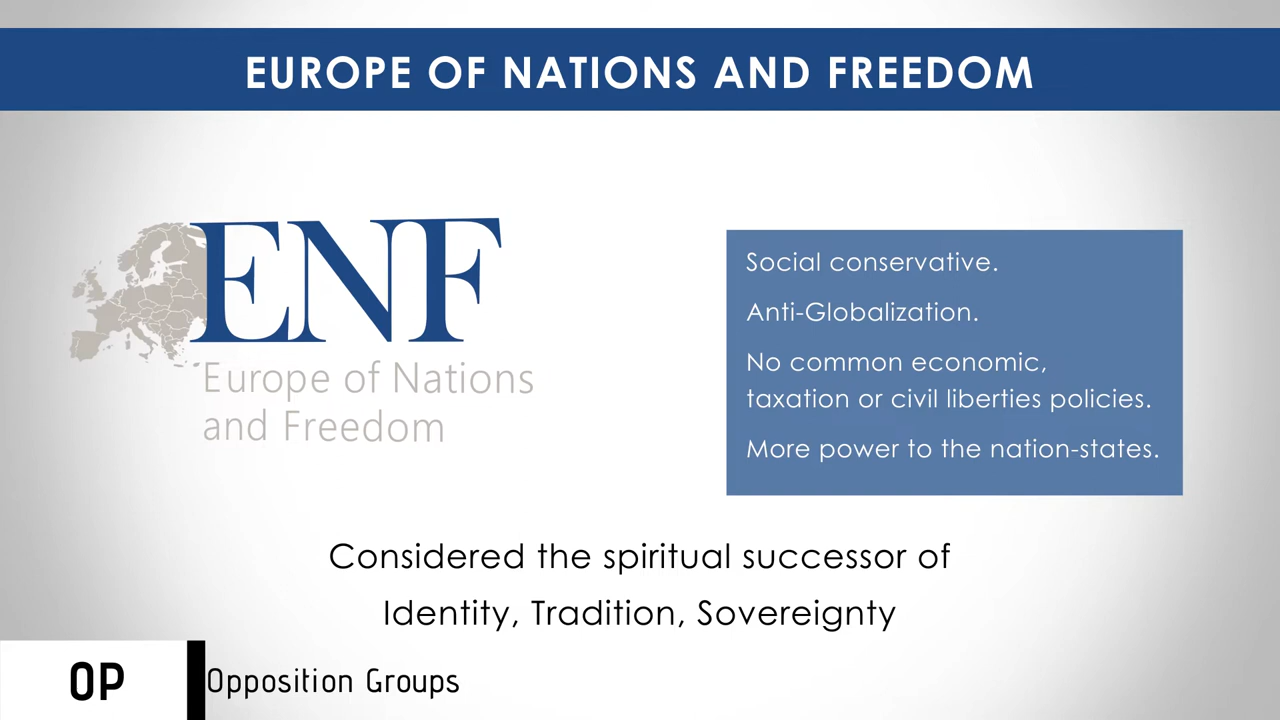 EUROPE OF NATIONS AND FREEDOM
ENF
Europe of Nations
and Freedom
Social conservative.
Anti-Globalization.
No common economic,
taxation or civil liberties policies.
More power to the nation-states.
Considered the spiritual successor of
Identity, Tradition, Sovereignty
OP
Opposition Groups